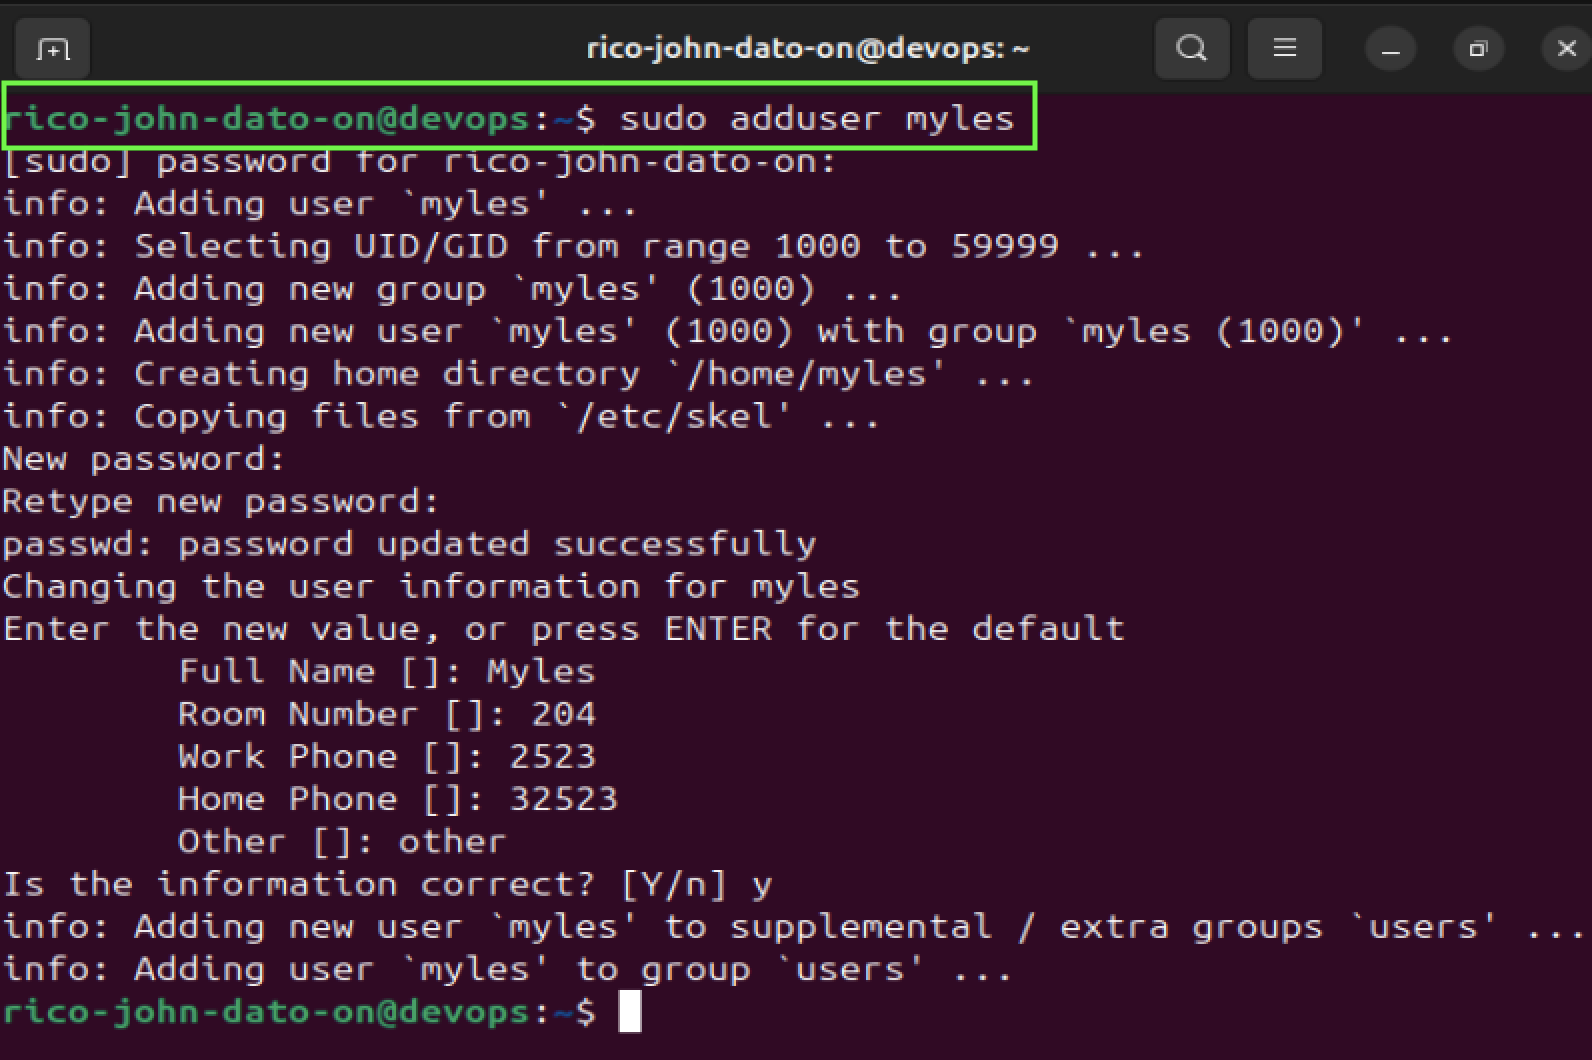 rico-john-dato-on@devops: ~
rico-john-dato-on@devops:~$ sudo adduser myles
[sudo] password for rico-john-dato-on:
info: Adding user `myles' ...
info: Selecting UID/GID from range 1000 to 59999 ...
info: Adding new group `myles' (1000) ...
info: Adding new user `myles' (1000) with group `myles (1000)' ...
info: Creating home directory `/home/myles' ...
info: Copying files from `/etc/skel' ...
New password:
Retype new password:
passwd: password updated successfully
Changing the user information for myles
Enter the new value, or press ENTER for the default
        Full Name []: Myles
        Room Number []: 204
        Work Phone []: 2523
        Home Phone []: 32523
        Other []: other
Is the information correct? [Y/n] y
info: Adding new user `myles' to supplemental / extra groups `users' ...
info: Adding user `myles' to group `users' ...
rico-john-dato-on@devops:~$